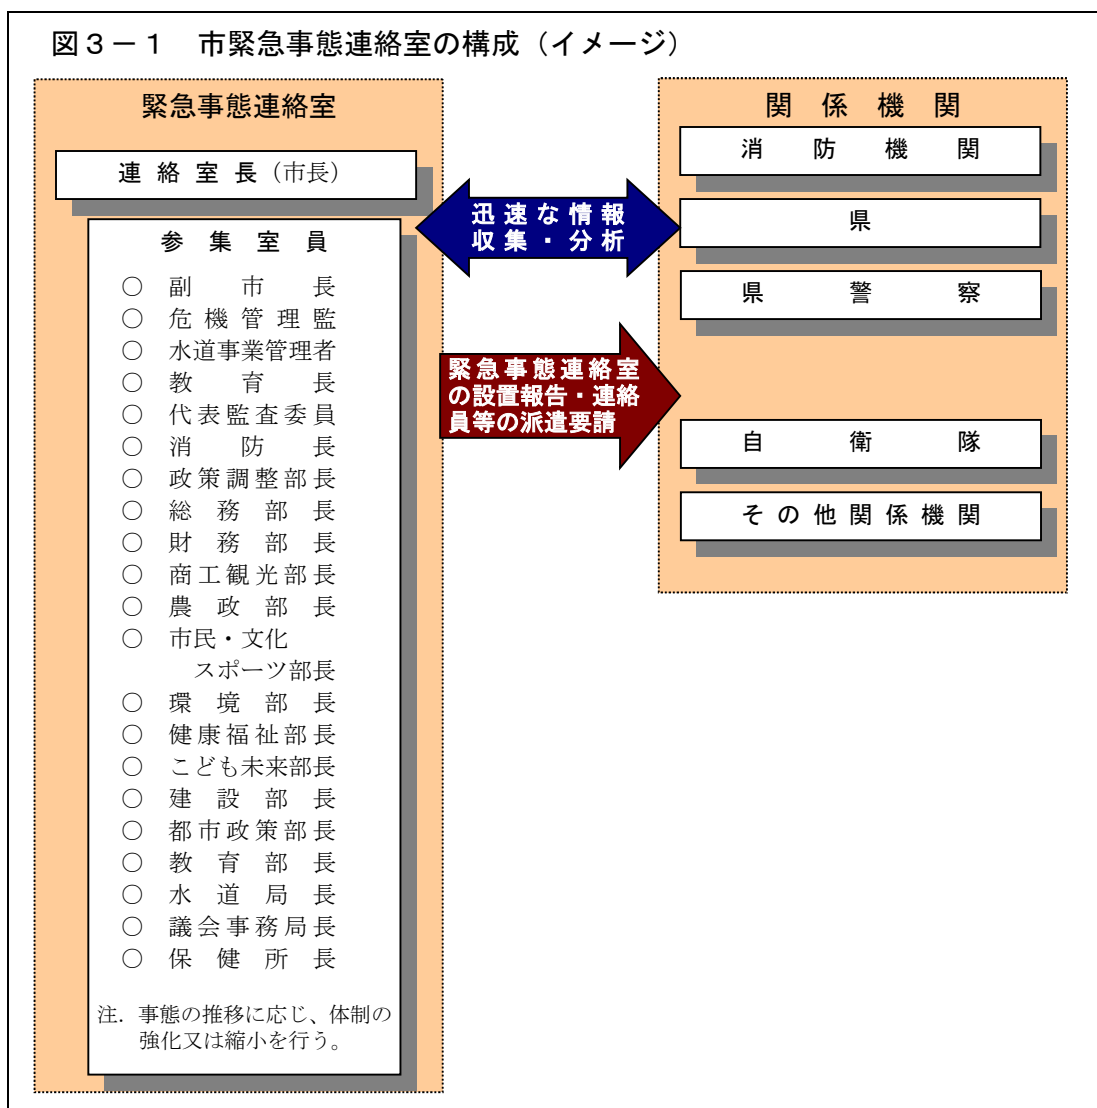 図3－1 市緊急事態連絡室の構成（イメージ）
緊急事態連絡室
連絡室長（市長）
参集室員
○ 副市長
○ 危機管理監
○ 水道事業管理者
○ 教育長
○ 代表監査委員
○ 消防長
○ 政策調整部長
○ 総務部長
○ 財務部長
○ 商工観光部長
○ 農政部長
○ 市民・文化
スポーツ部長
○ 環境部長
○ 健康福祉部長
○ こども未来部長
○ 建設部長
○ 都市政策部長
○ 教育部長
○ 水道局長
○ 議会事務局長
○ 保健所長
注．事態の推移に応じ、体制の
強化又は縮小を行う。
迅速な情報
収集・分析
緊急事態連絡室
の設置報告・連絡
員等の派遣要請
関係機関
消防機関
県
県警察
自衛隊
その他関係機関